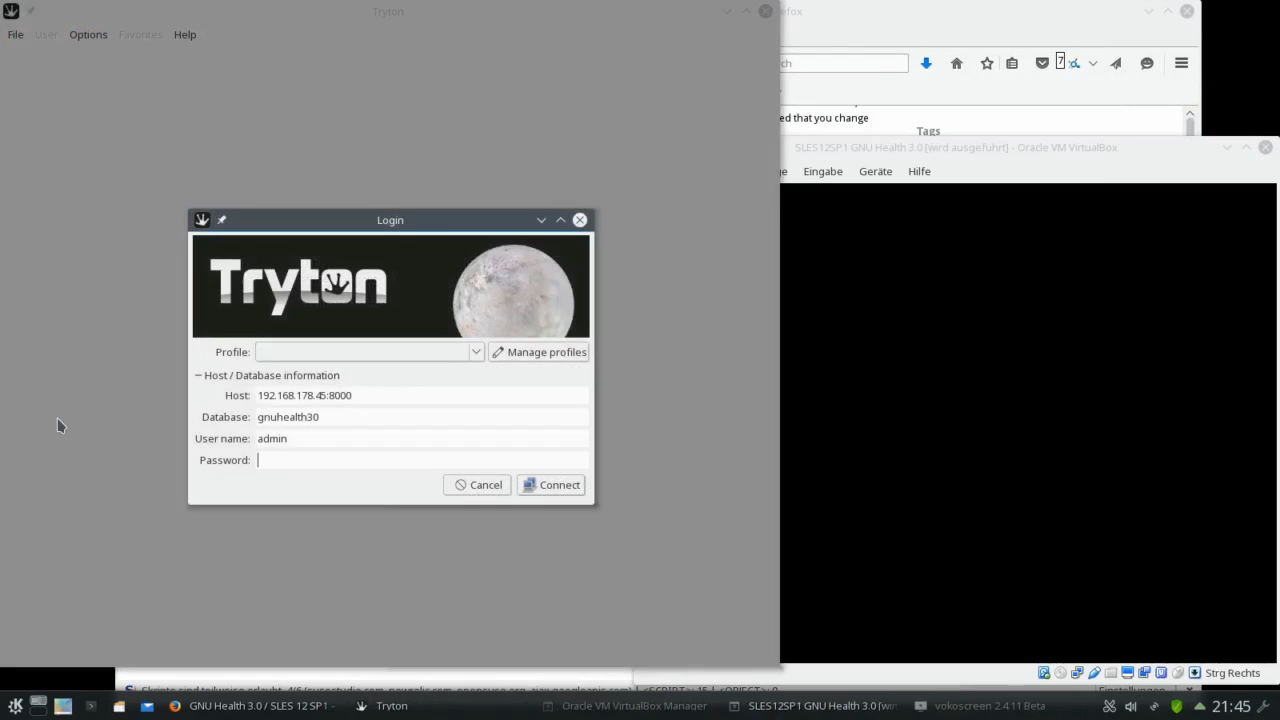 Tryton
efox
File User Options Favorites Help
rch
7
ed that you change
Tags
SLES12SP1 GNU Health 3.0 [wird ausgeführt] - Oracle VM VirtualBox
ge Eingabe Geräte Hilfe
Login
Tryton
Profile: Manage profiles
Host / Database information
Host: 192.168.178.45:8000
Database: gnuhealth30
User name: admin
Password:
Cancel Connect
Strg Rechts
GNU Health 3.0 / SLES 12 SP1 - Tryton Oracle VM VirtualBox Manager SLES12SP1 GNU Health 3.0 [wi vokoscreen 2.4.11 Beta 21:45